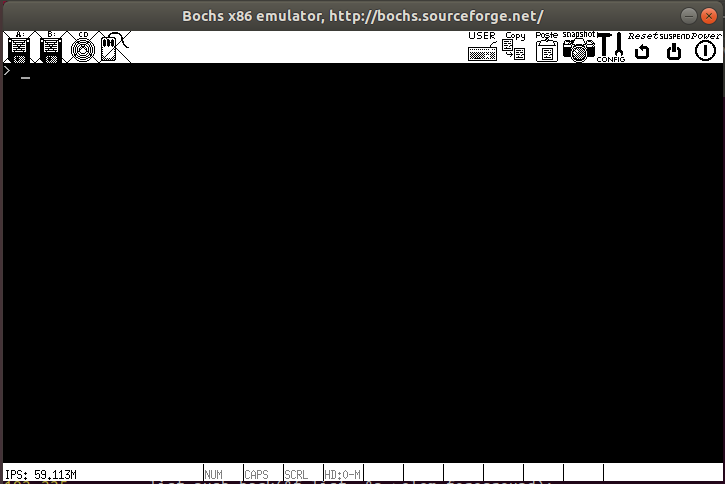 Bochs x86 emulator, http://bochs.sourceforge.net/
A: B: CD USER Copy Paste snapshot CONFIG Reset SUSPEND Power
> _
IPS: 59.113M NUM CAPS SCRL HD:0-M